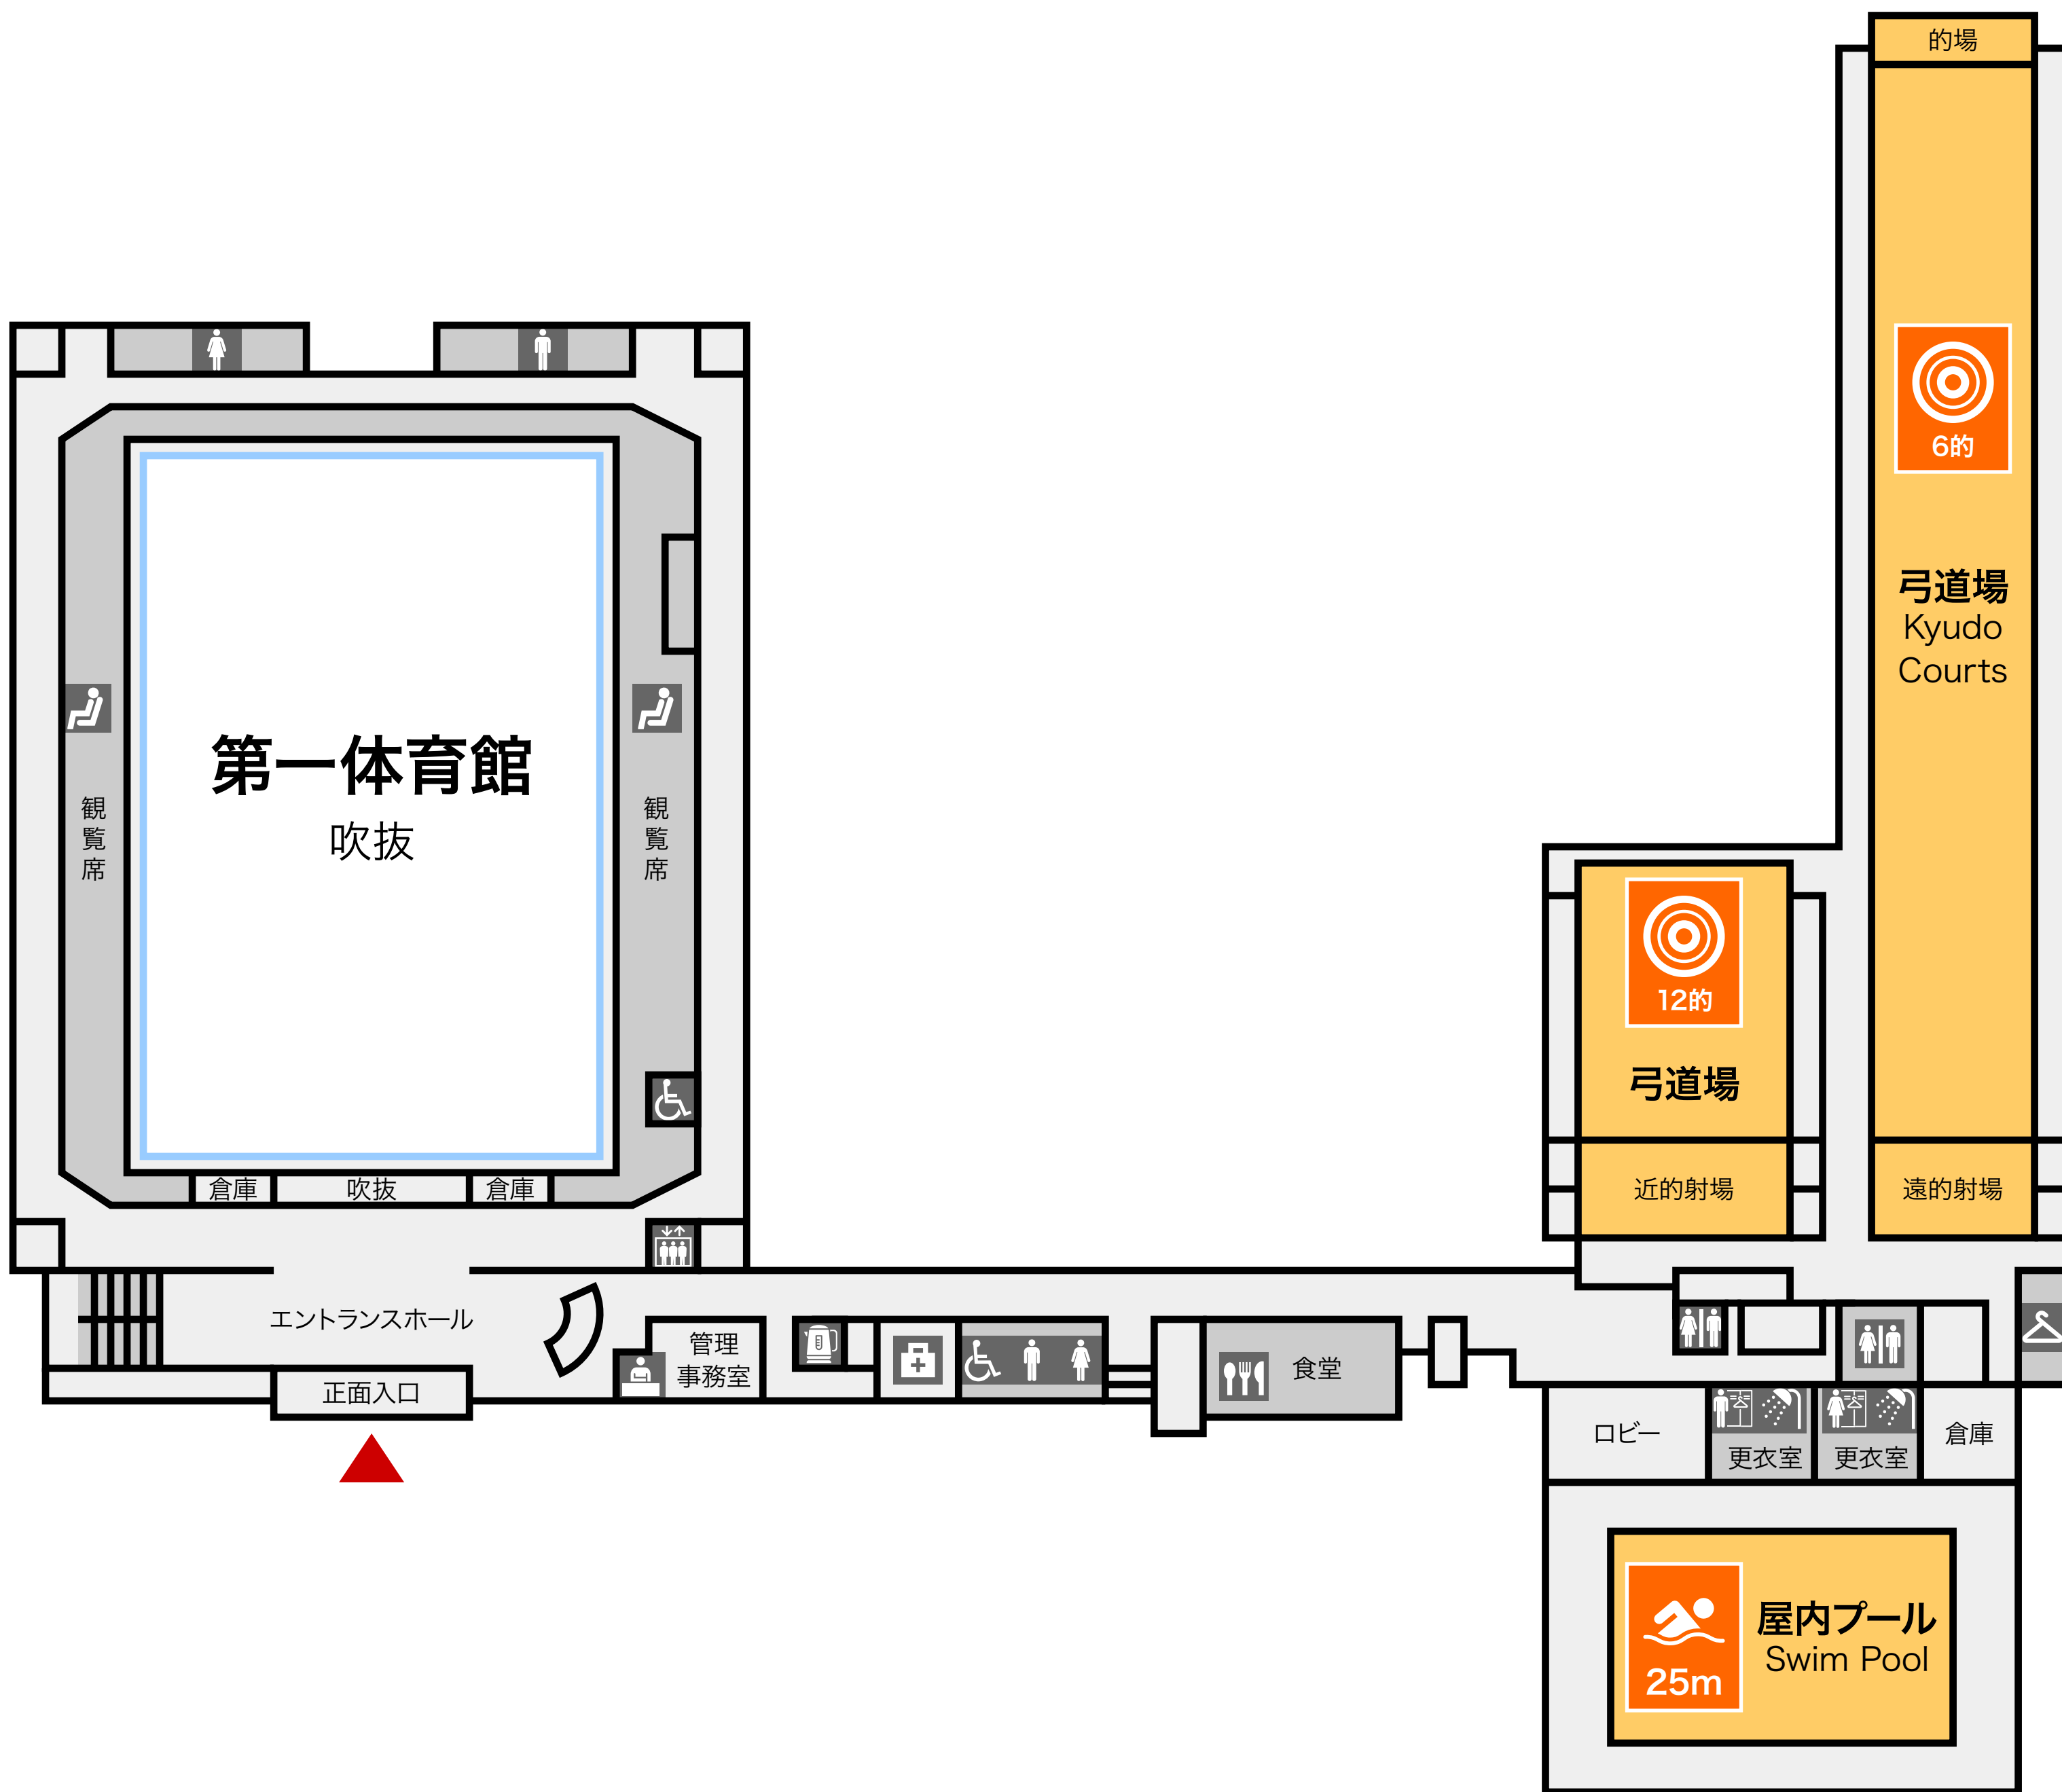 的場
6的
弓道場
Kyudo
Courts
第一体育館
吹抜
観覧席
観覧席
12的
弓道場
倉庫
吹抜
倉庫
近的射場
遠的射場
エントランスホール
管理
事務室
食堂
正面入口
ロビー
更衣室
更衣室
倉庫
屋内プール
Swim Pool
25m